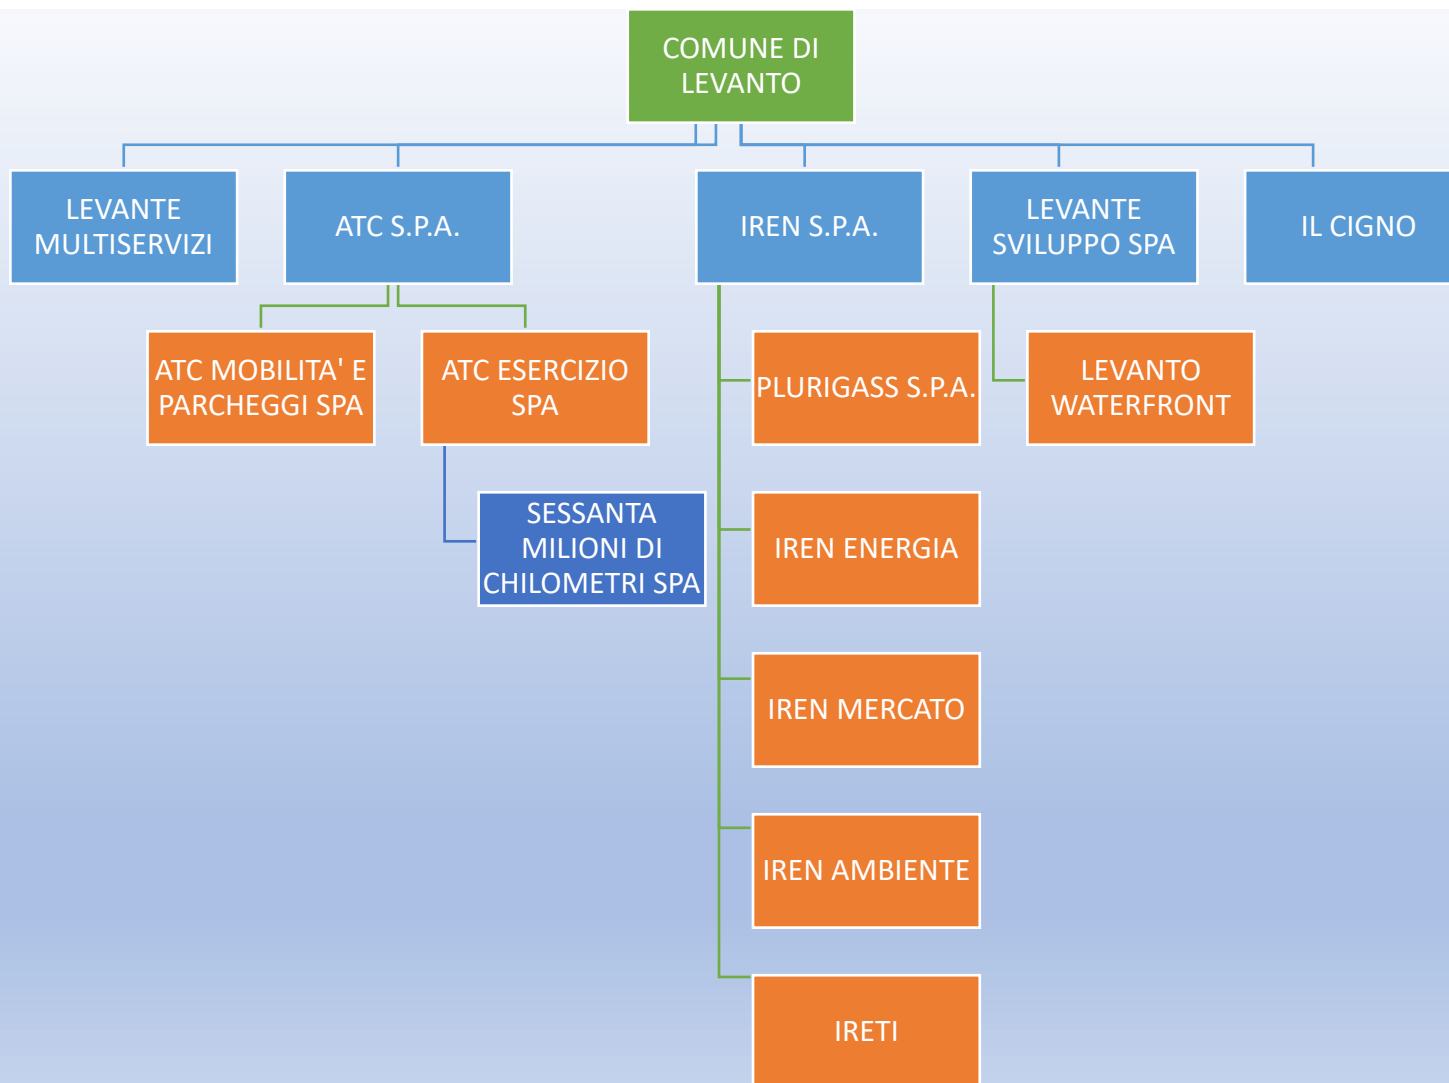 COMUNE DI
LEVANTO
LEVANTE
MULTISERVIZI
ATC S.P.A.
IREN S.P.A.
LEVANTE
SVILUPPO SPA
IL CIGNO
ATC MOBILITA' E
PARCHEGGI SPA
ATC ESERCIZIO
SPA
PLURIGASS S.P.A.
LEVANTO
WATERFRONT
SESSANTA
MILIONI DI
CHILOMETRI SPA
IREN ENERGIA
IREN MERCATO
IREN AMBIENTE
IRETI